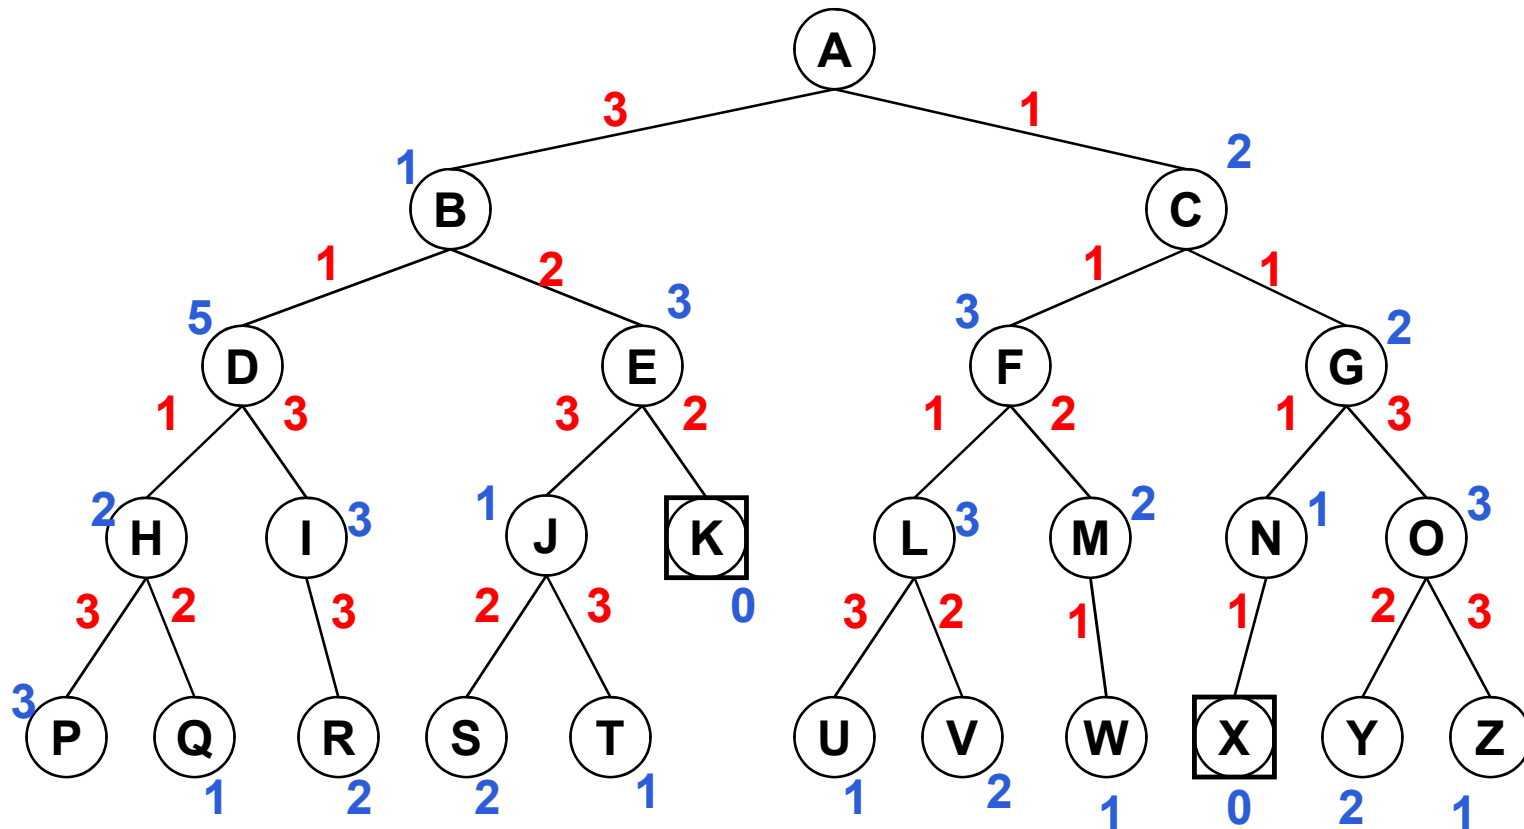 A
3 1
1 2
B C
1 2 1 1
5 3 3 2
D E F G
1 3 3 2 1 2 1 3
2 3 1 3 2 1 3
H I J K L M N O
0
3 2 3 2 3 3 2 1 1 2 3
3
P Q R S T U V W X Y Z
1 2 2 1 1 2 1 0 2 1